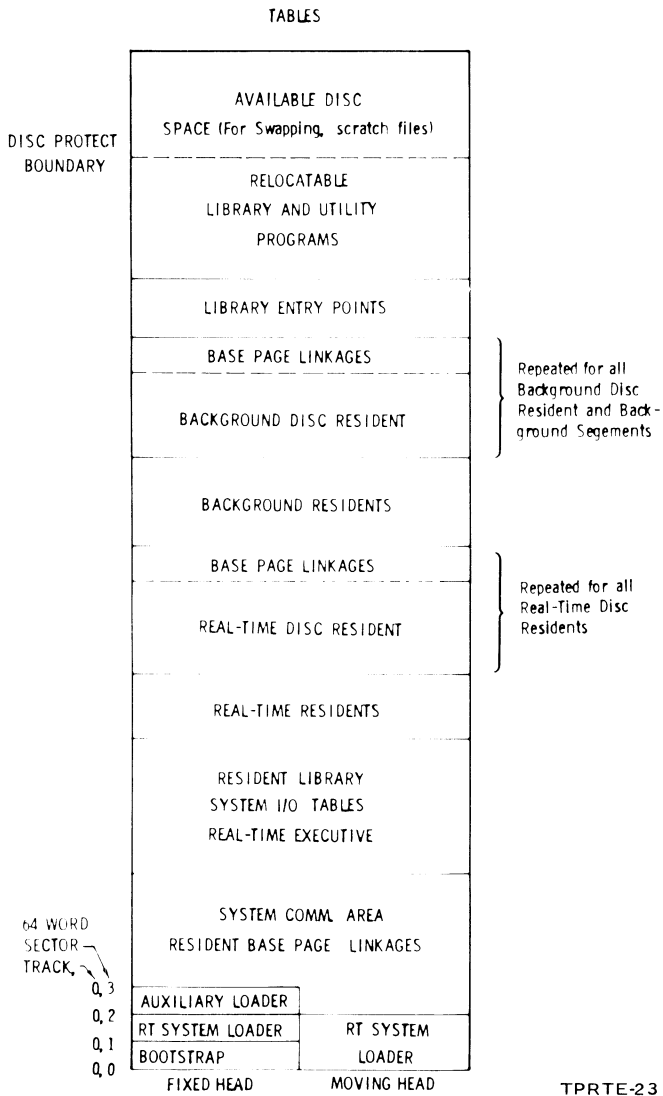 TABLES
AVAILABLE DISC
SPACE (For Swapping, scratch files)
DISC PROTECT
BOUNDARY
RELOCATABLE
LIBRARY AND UTILITY
PROGRAMS
LIBRARY ENTRY POINTS
BASE PAGE LINKAGES
BACKGROUND DISC RESIDENT
Repeated for all
Background Disc
Resident and Back-
ground Segements
BACKGROUND RESIDENTS
BASE PAGE LINKAGES
REAL-TIME DISC RESIDENT
Repeated for all
Real-Time Disc
Residents
REAL-TIME RESIDENTS
RESIDENT LIBRARY
SYSTEM I/O TABLES
REAL-TIME EXECUTIVE
SYSTEM COMM. AREA
RESIDENT BASE PAGE LINKAGES
64 WORD
SECTOR
TRACK,
0, 3
AUXILIARY LOADER
0, 2
RT SYSTEM LOADER
0, 1
BOOTSTRAP
0, 0
RT SYSTEM
LOADER
FIXED HEAD
MOVING HEAD
TPRTE-23